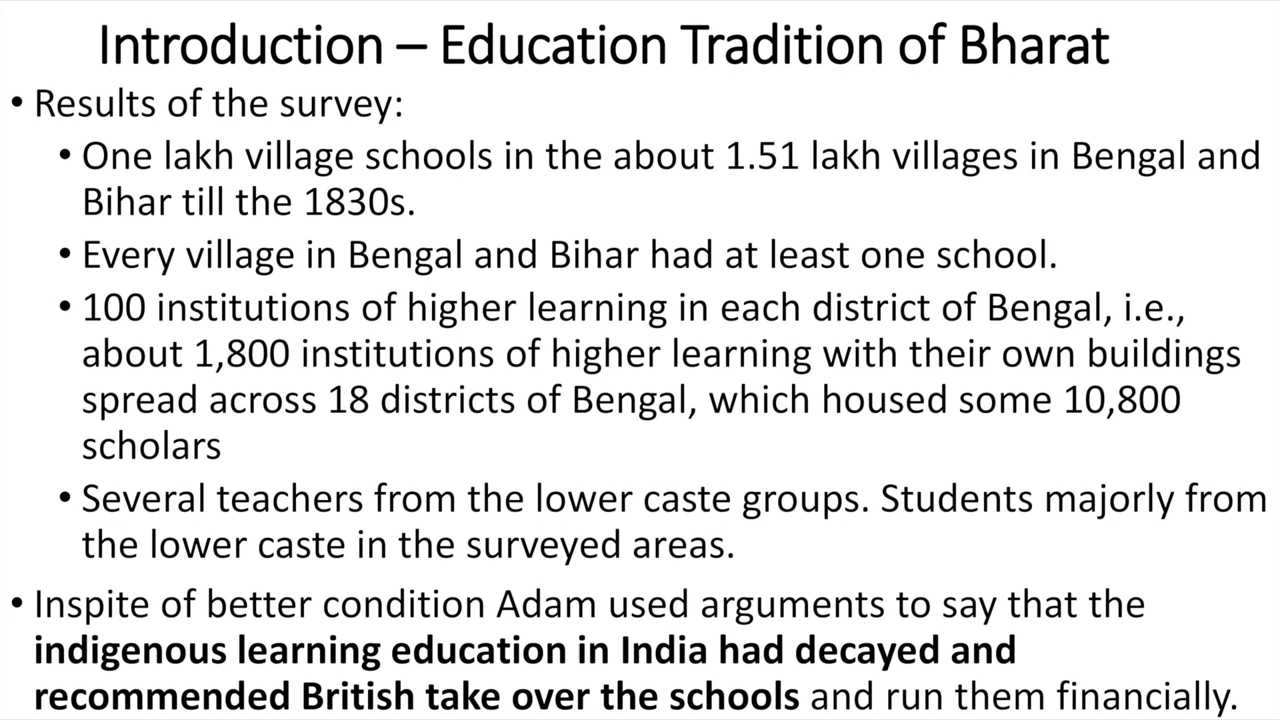 Introduction – Education Tradition of Bharat
• Results of the survey:
• One lakh village schools in the about 1.51 lakh villages in Bengal and
Bihar till the 1830s.
• Every village in Bengal and Bihar had at least one school.
• 100 institutions of higher learning in each district of Bengal, i.e.,
about 1,800 institutions of higher learning with their own buildings
spread across 18 districts of Bengal, which housed some 10,800
scholars
• Several teachers from the lower caste groups. Students majorly from
the lower caste in the surveyed areas.
• Inspite of better condition Adam used arguments to say that the
indigenous learning education in India had decayed and
recommended British take over the schools and run them financially.